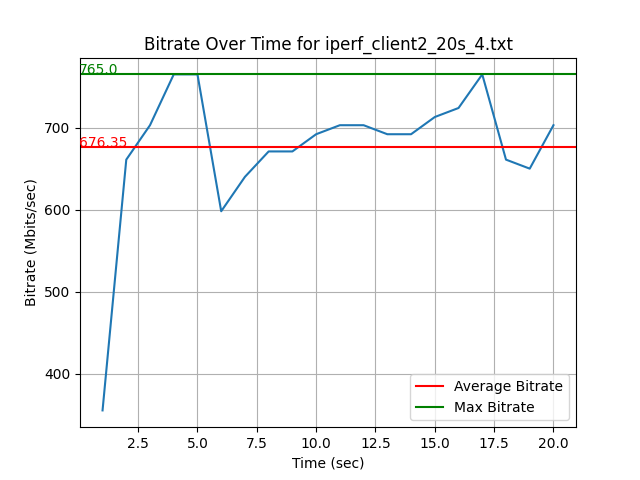 Bitrate Over Time for iperf_client2_20s_4.txt
765.0
700
676.35
600
500
400
Bitrate (Mbits/sec)
Average Bitrate
Max Bitrate
2.5 5.0 7.5 10.0 12.5 15.0 17.5 20.0
Time (sec)